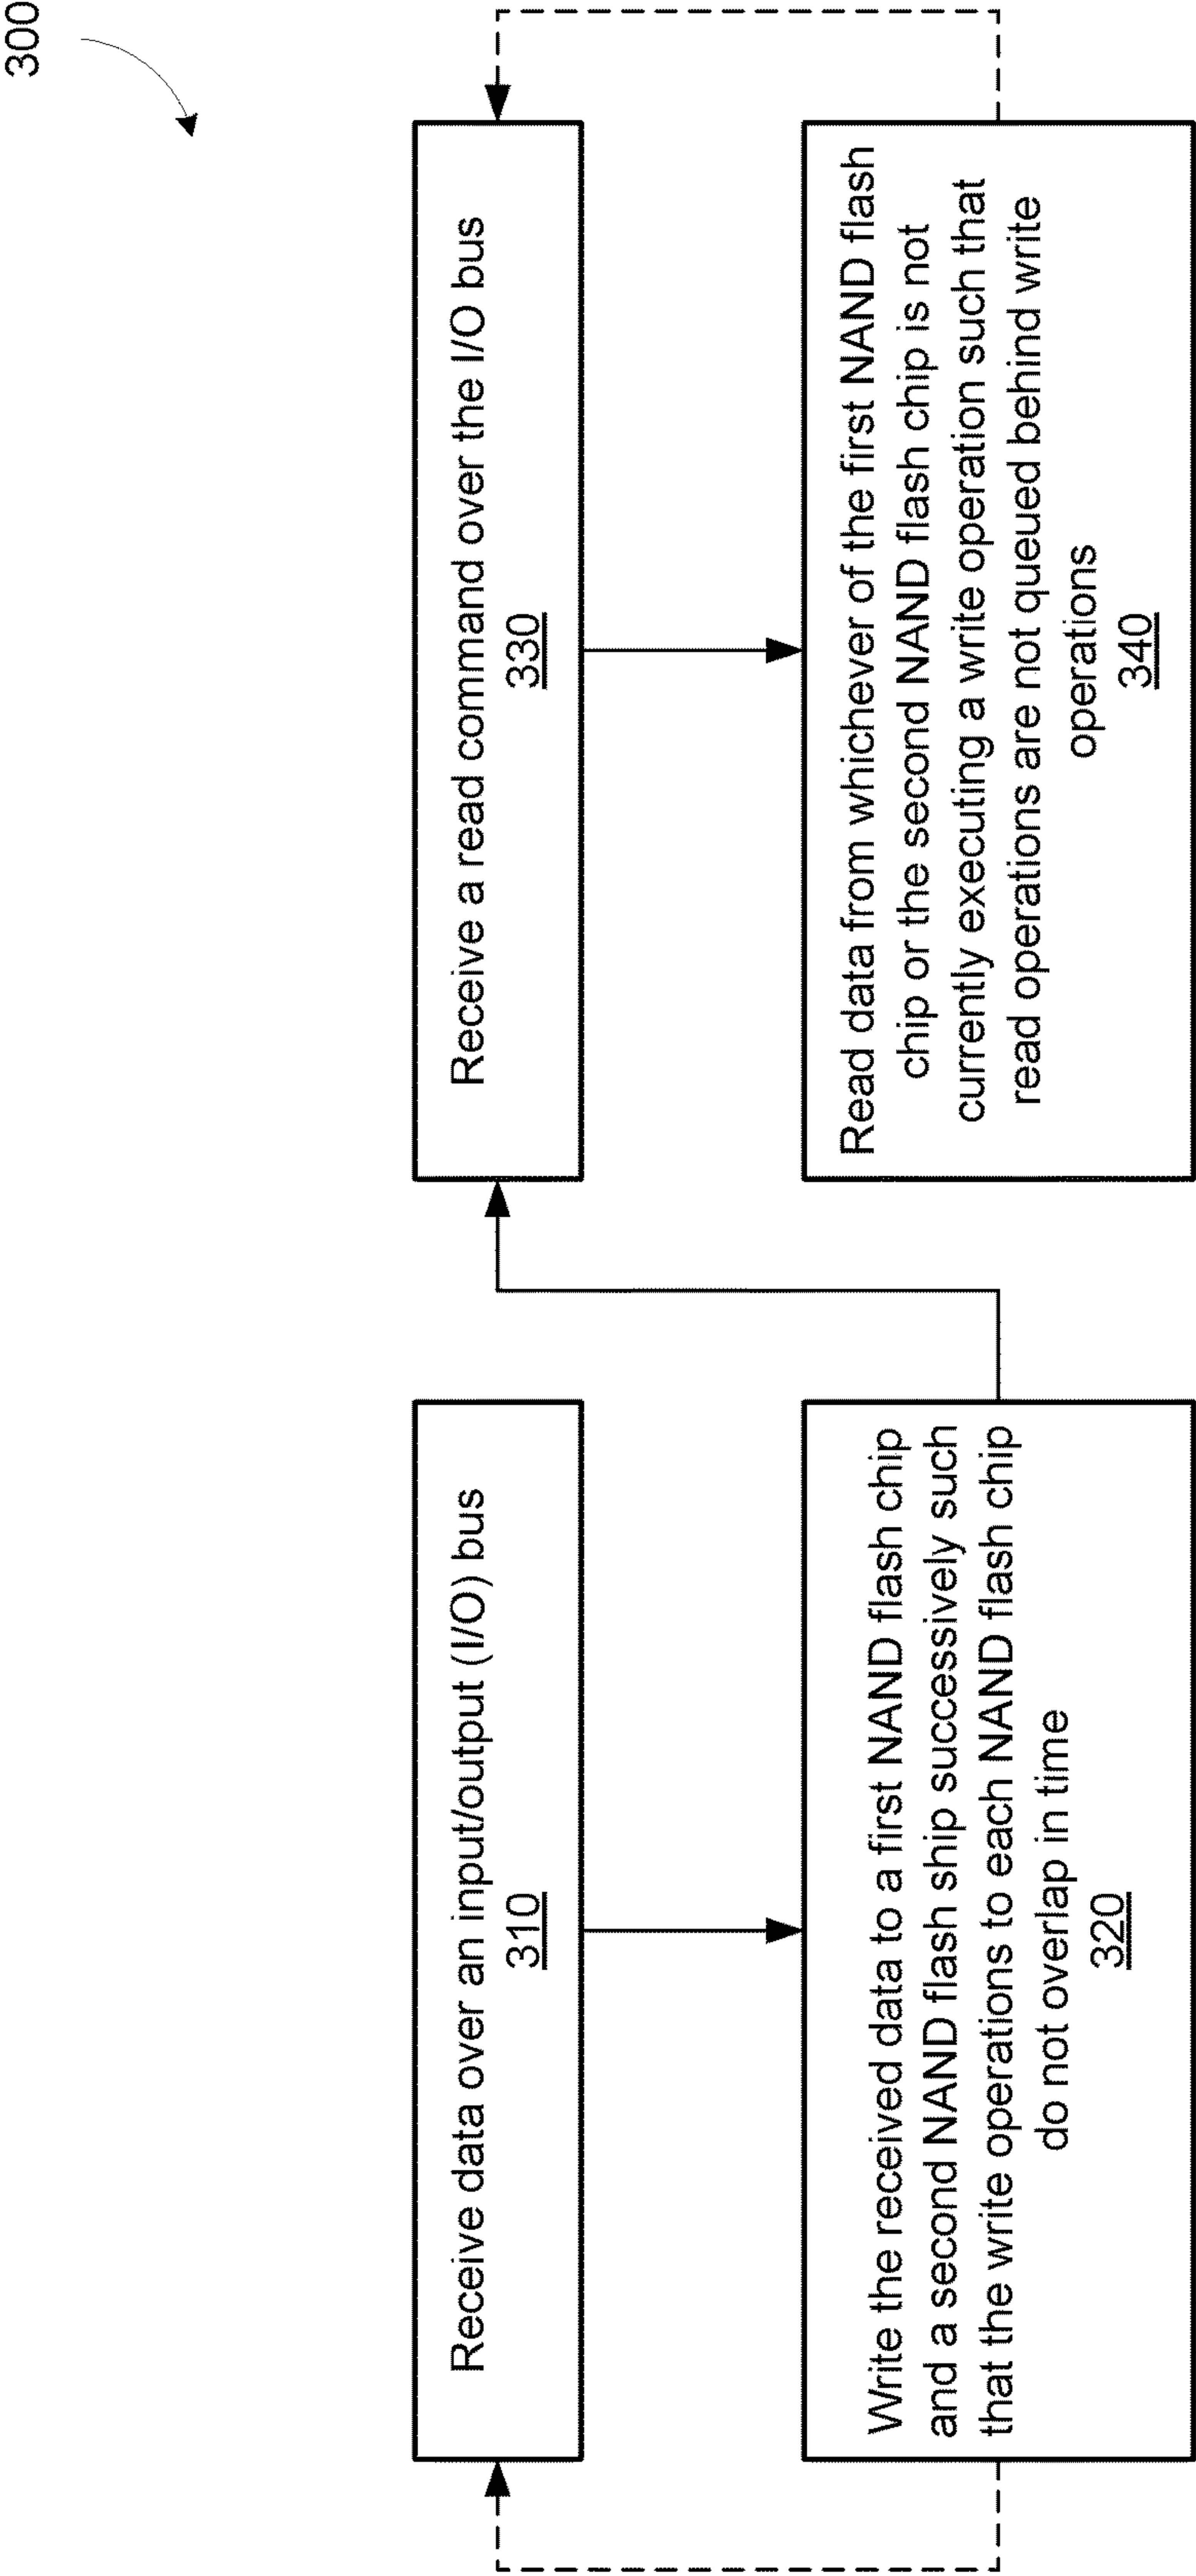 300
Receive data over an input/output (I/O) bus
310
Write the received data to a first NAND flash chip
and a second NAND flash ship successively such
that the write operations to each NAND flash chip
do not overlap in time
320
Receive a read command over the I/O bus
330
Read data from whichever of the first NAND flash
chip or the second NAND flash chip is not
currently executing a write operation such that
read operations are not queued behind write
operations
340